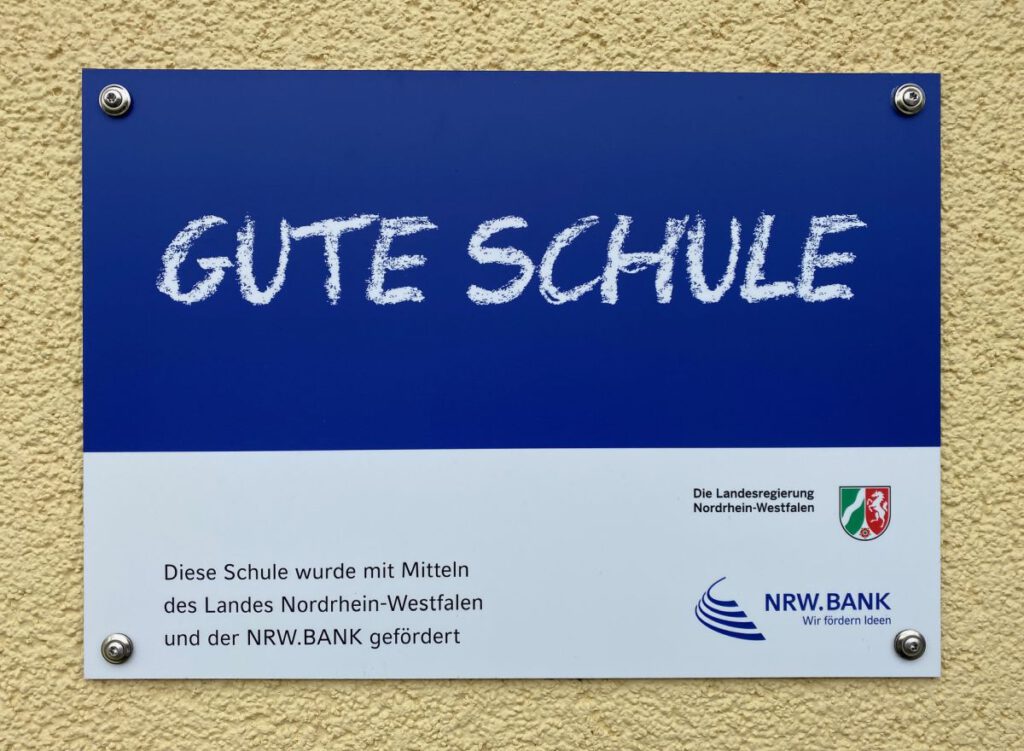 GUTE SCHULE
Die Landesregierung
Nordrhein-Westfalen
Diese Schule wurde mit Mitteln
des Landes Nordrhein-Westfalen
und der NRW.BANK gefördert
NRW.BANK
Wir fördern Ideen